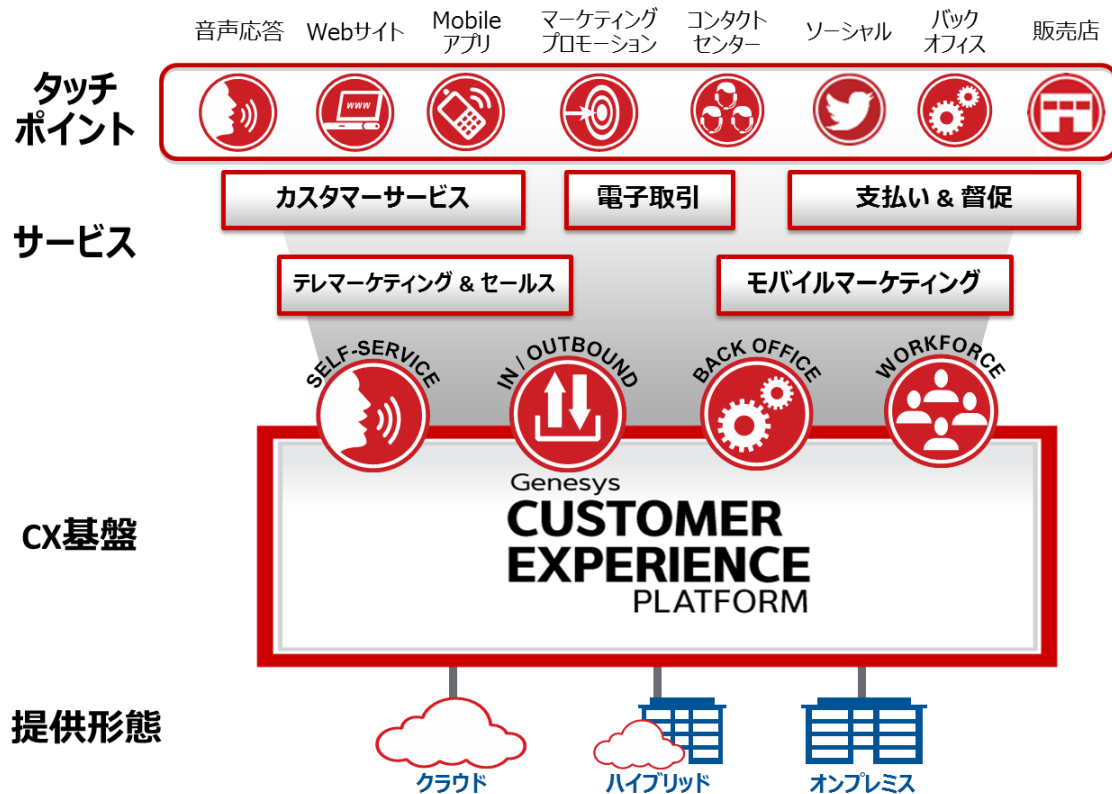 音声応答
Webサイト
Mobile
アプリ
マーケティング
プロモーション
コンタクト
センター
ソーシャル
バック
オフィス
販売店
タッチ
ポイント
WWW
カスタマーサービス
電子取引
支払い & 督促
サービス
テレマーケティング & セールス
モバイルマーケティング
SELF-SERVICE
IN / OUTBOUND
BACK OFFICE
WORKFORCE
CX基盤
Genesys
CUSTOMER
EXPERIENCE
PLATFORM
提供形態
クラウド
ハイブリッド
オンプレミス